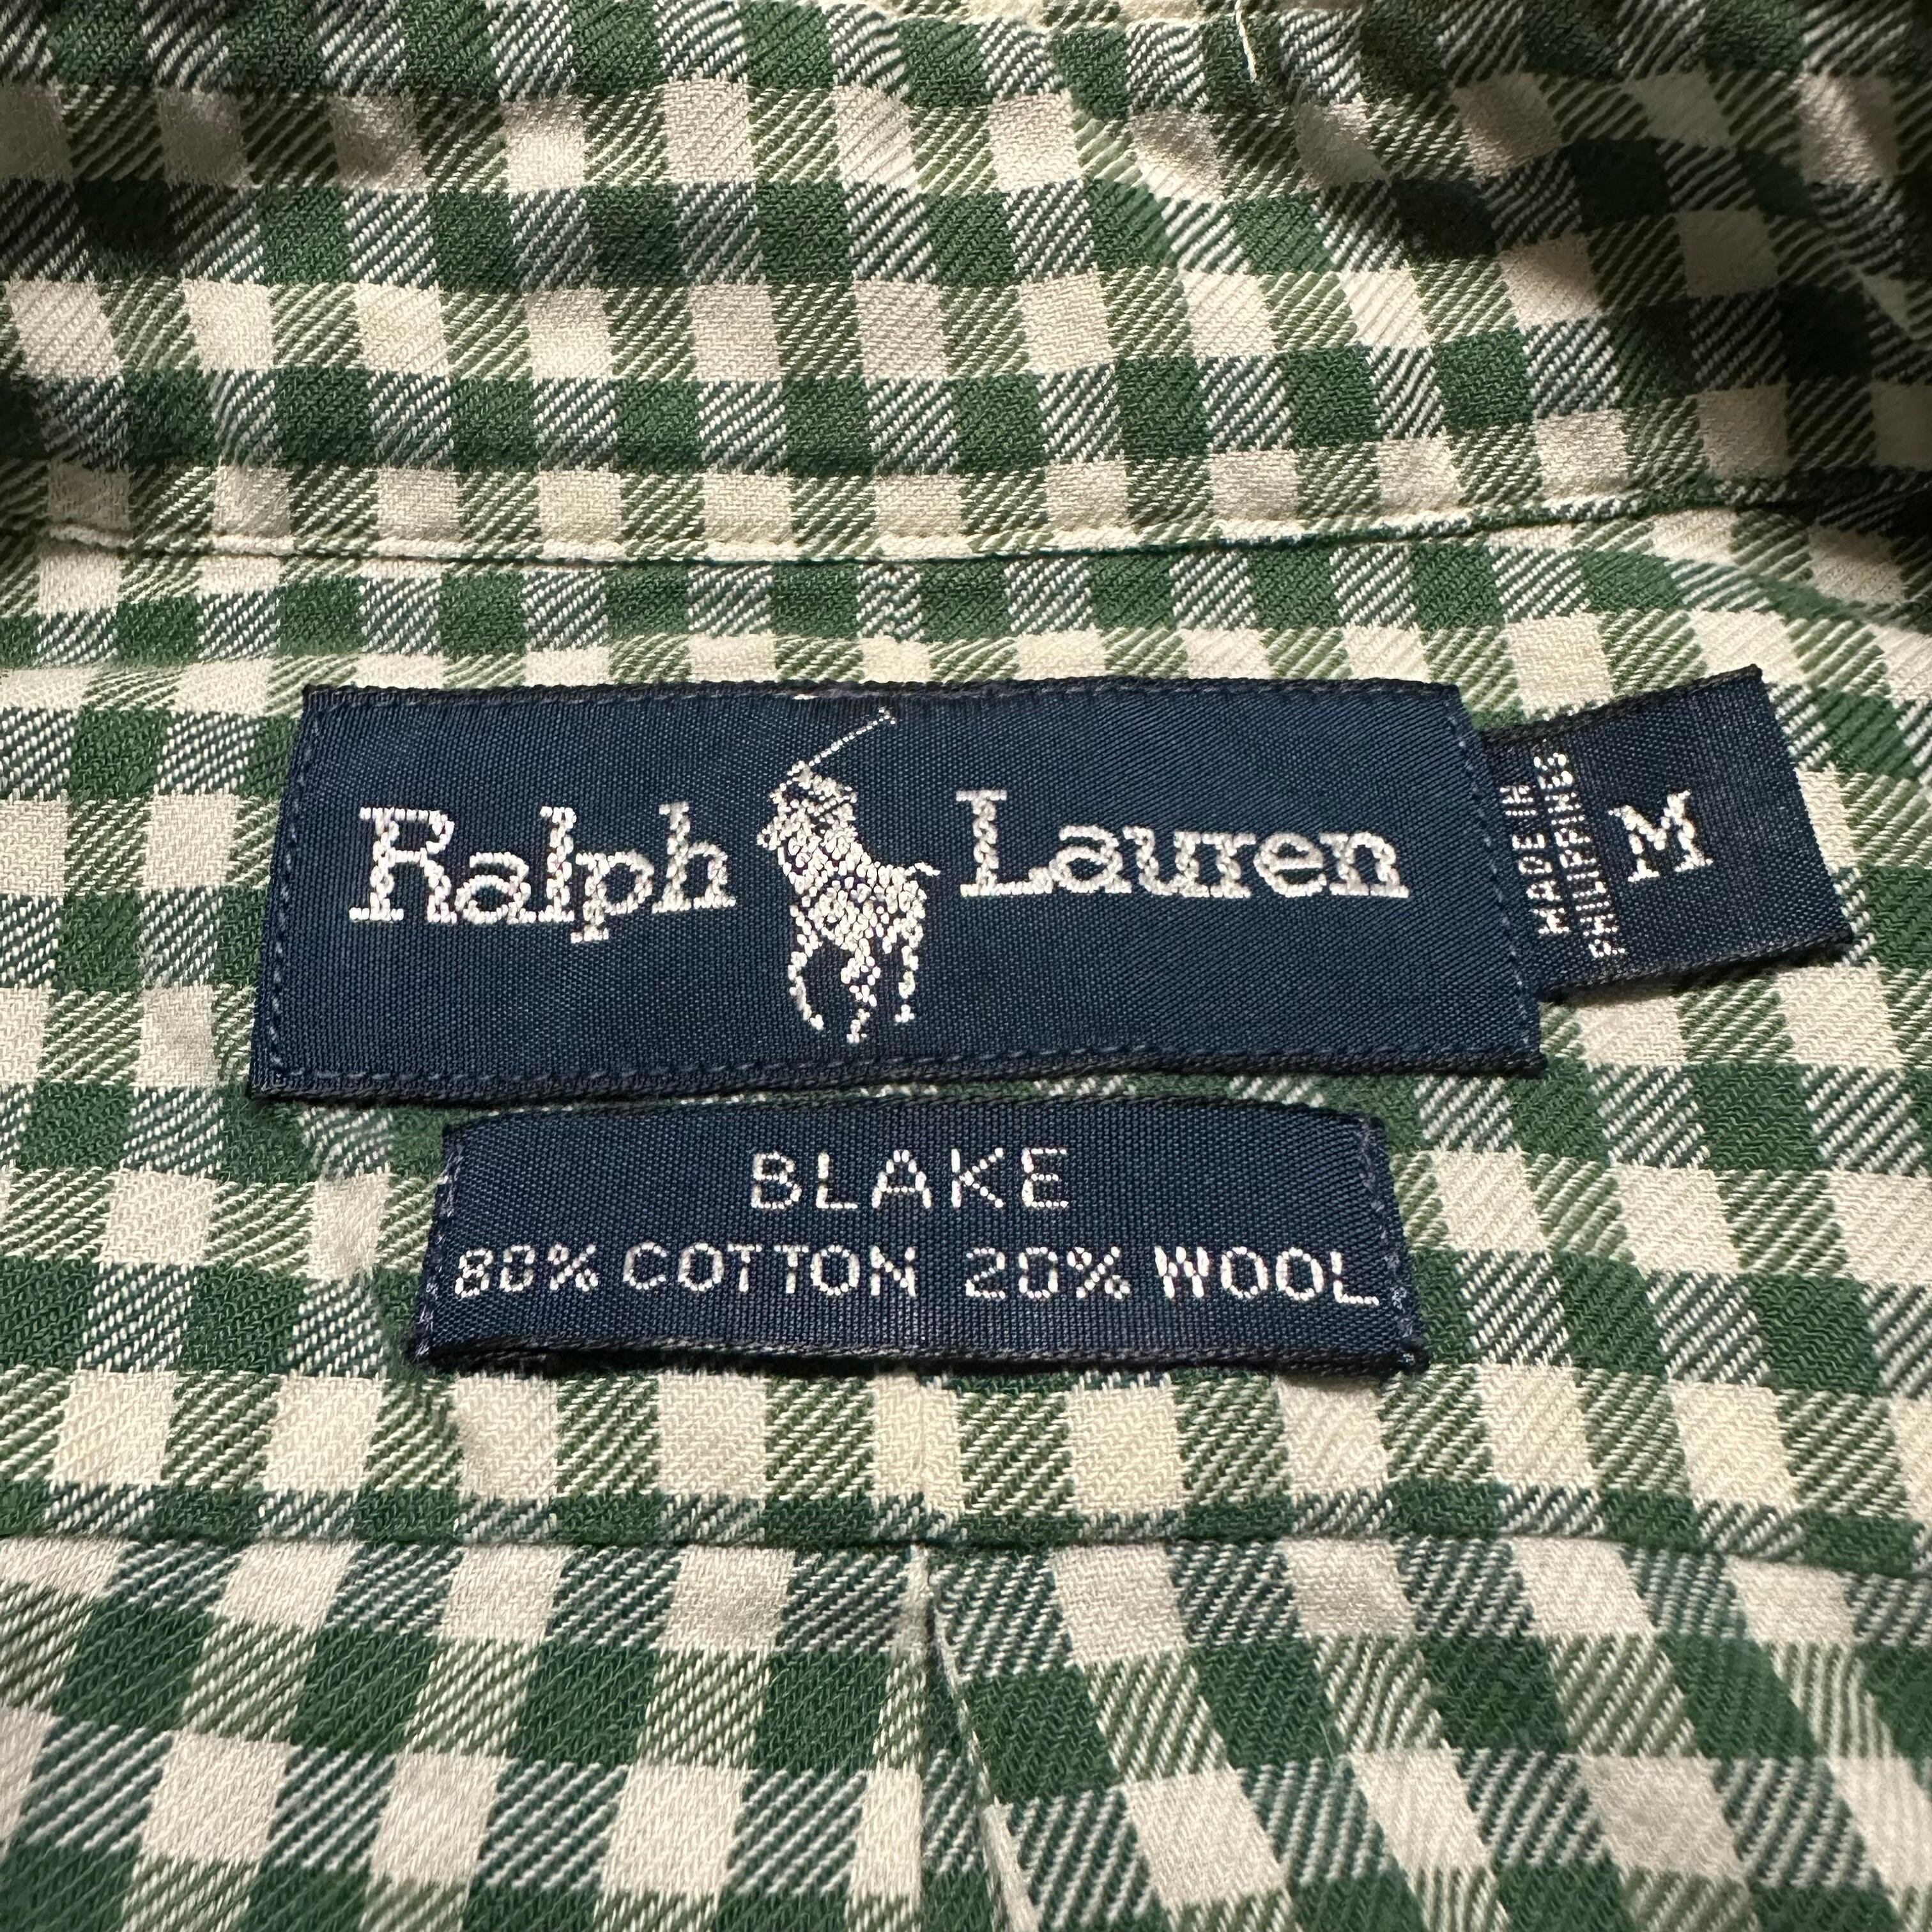 Ralph Lauren
MADE IN
PHILIPPINES
M
BLAKE
80% COTTON 20% WOOL